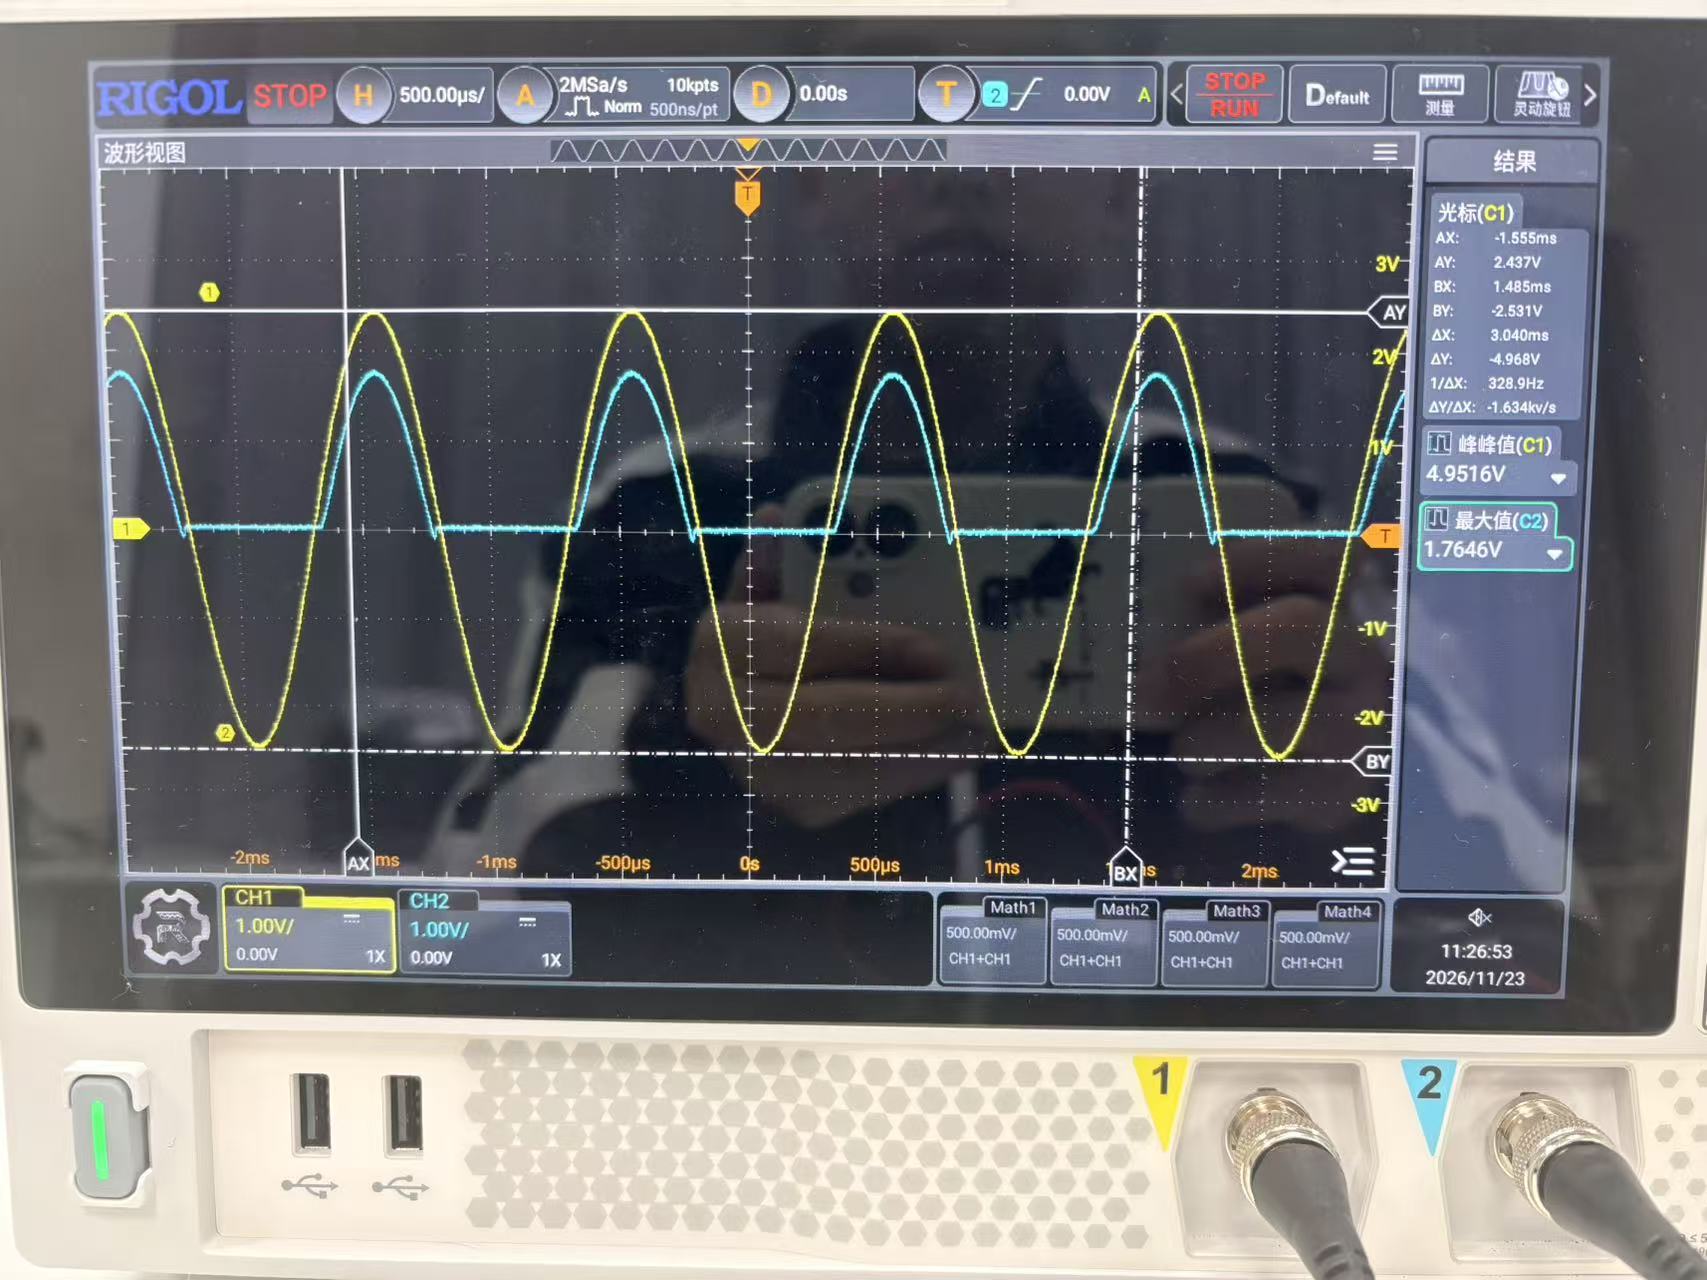 RIGOL STOP H 500.00µs/ A 2MSa/s 10kpts D 0.00s T 2 0.00V A STOP Default 测量 灵动旋钮
Norm 500ns/pt RUN
波形视图
结果
T
光标(C1)
AX: -1.555ms
AY: 2.437V
BX: 1.485ms
BY: -2.531V
ΔX: 3.040ms
ΔY: -4.968V
1/ΔX: 328.9Hz
ΔY/ΔX: -1.634kv/s
峰峰值(C1)
4.9516V
最大值(C2)
1.7646V
3V
1
AY
2V
1V
1
T
-1V
-2V
2
BY
-3V
-2ms AX ms -1ms -500µs 0s 500µs 1ms BX 2ms
CH1
1.00V/
0.00V 1X
CH2
1.00V/
0.00V 1X
Math1
500.00mV/
CH1+CH1
Math2
500.00mV/
CH1+CH1
Math3
500.00mV/
CH1+CH1
Math4
500.00mV/
CH1+CH1
11:26:53
2026/11/23
1 2